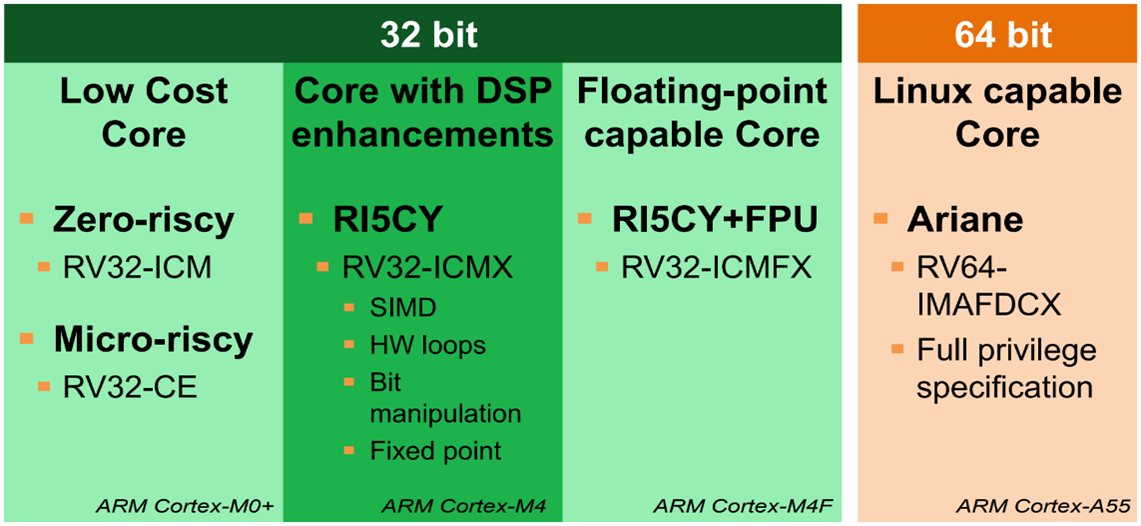 32 bit
64 bit
Low Cost
Core
Zero-riscy
RV32-ICM
Micro-riscy
RV32-CE
ARM Cortex-M0+
Core with DSP
enhancements
RI5CY
RV32-ICMX
SIMD
HW loops
Bit
manipulation
Fixed point
ARM Cortex-M4
Floating-point
capable Core
RI5CY+FPU
RV32-ICMFX
ARM Cortex-M4F
Linux capable
Core
Ariane
RV64-
IMAFDCX
Full privilege
specification
ARM Cortex-A55